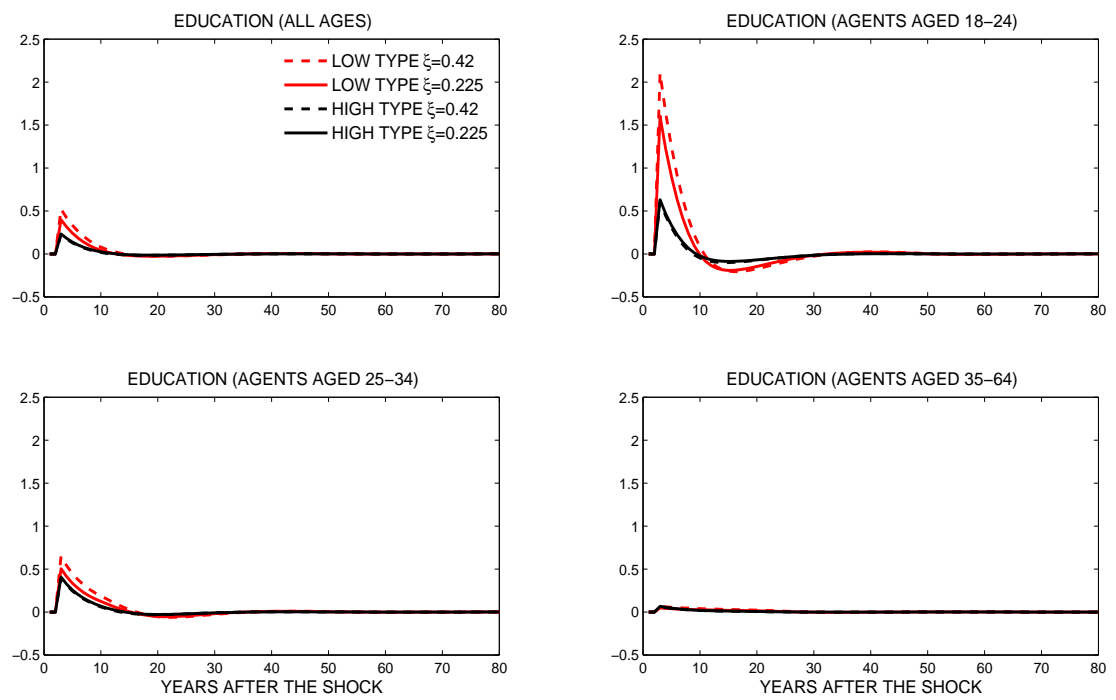 EDUCATION (ALL AGES)
2.5
2
1.5
1
0.5
0
−0.5
0 10 20 30 40 50 60 70 80
LOW TYPE ξ=0.42
LOW TYPE ξ=0.225
HIGH TYPE ξ=0.42
HIGH TYPE ξ=0.225
EDUCATION (AGENTS AGED 18−24)
2.5
2
1.5
1
0.5
0
−0.5
0 10 20 30 40 50 60 70 80
EDUCATION (AGENTS AGED 25−34)
2.5
2
1.5
1
0.5
0
−0.5
0 10 20 30 40 50 60 70 80
YEARS AFTER THE SHOCK
EDUCATION (AGENTS AGED 35−64)
2.5
2
1.5
1
0.5
0
−0.5
0 10 20 30 40 50 60 70 80
YEARS AFTER THE SHOCK